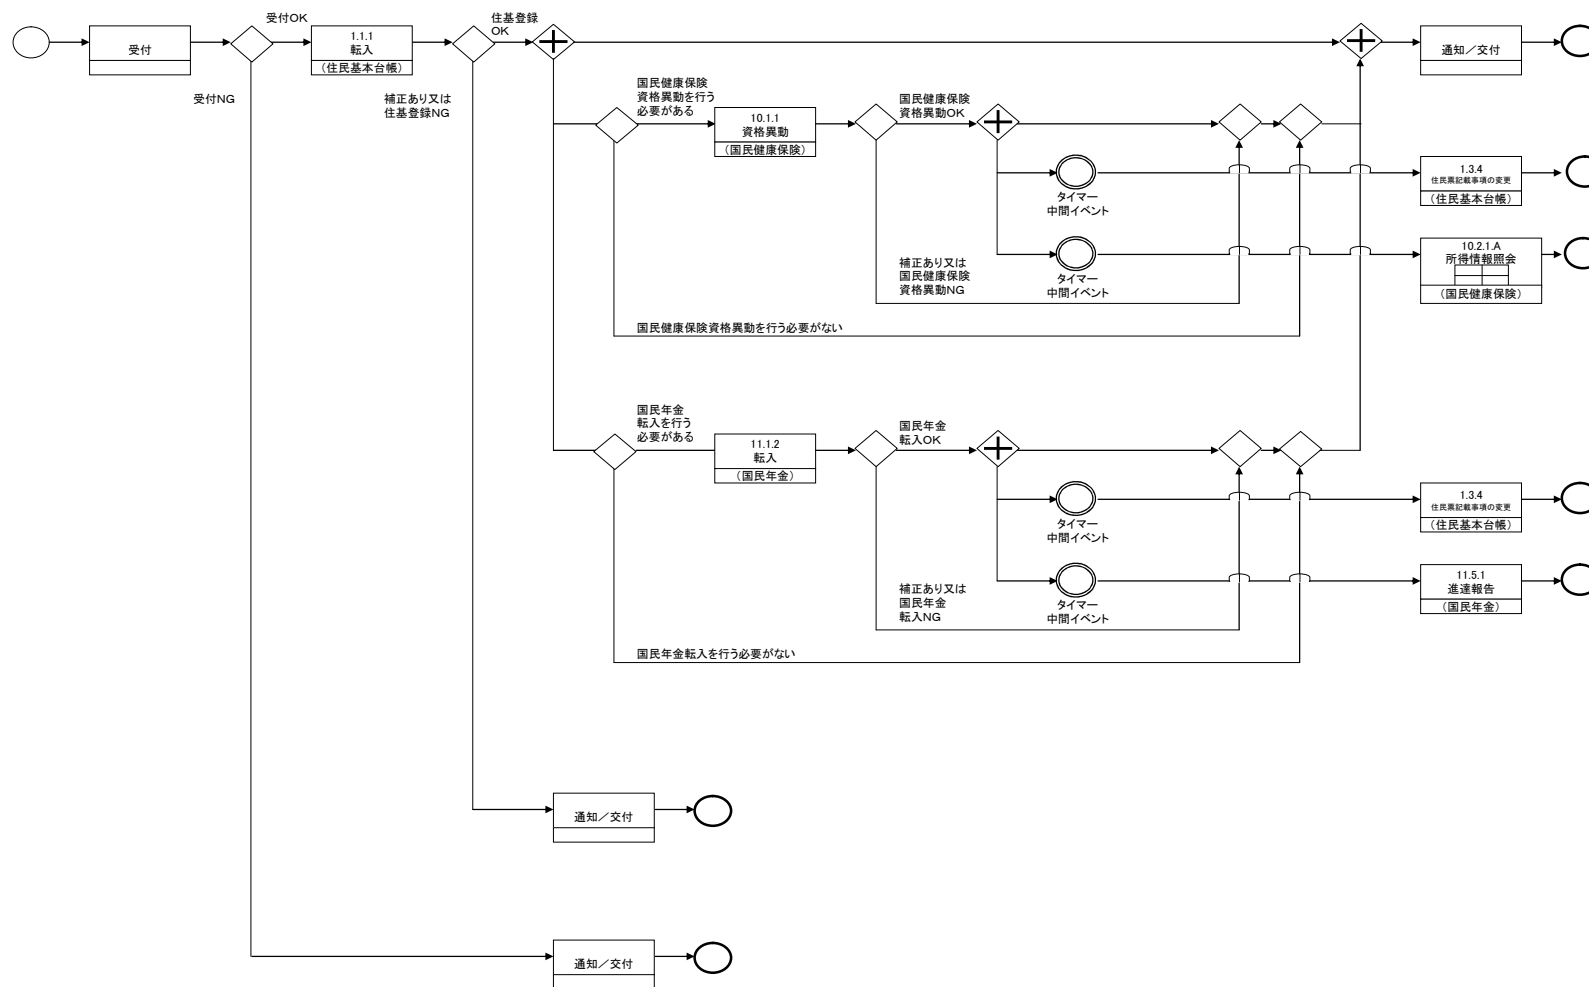 受付
受付OK
受付NG
1.1.1
転入
(住民基本台帳)
住基登録
OK
補正あり又は
住基登録NG
通知／交付
国民健康保険
資格異動を行う
必要がある
10.1.1
資格異動
(国民健康保険)
国民健康保険
資格異動OK
タイマー
中間イベント
1.3.4
住民票記載事項の変更
(住民基本台帳)
タイマー
中間イベント
10.2.1.A
所得情報照会
(国民健康保険)
補正あり又は
国民健康保険
資格異動NG
国民健康保険資格異動を行う必要がない
国民年金
転入を行う
必要がある
11.1.2
転入
(国民年金)
国民年金
転入OK
タイマー
中間イベント
1.3.4
住民票記載事項の変更
(住民基本台帳)
タイマー
中間イベント
11.5.1
進達報告
(国民年金)
補正あり又は
国民年金
転入NG
国民年金転入を行う必要がない
通知／交付
通知／交付